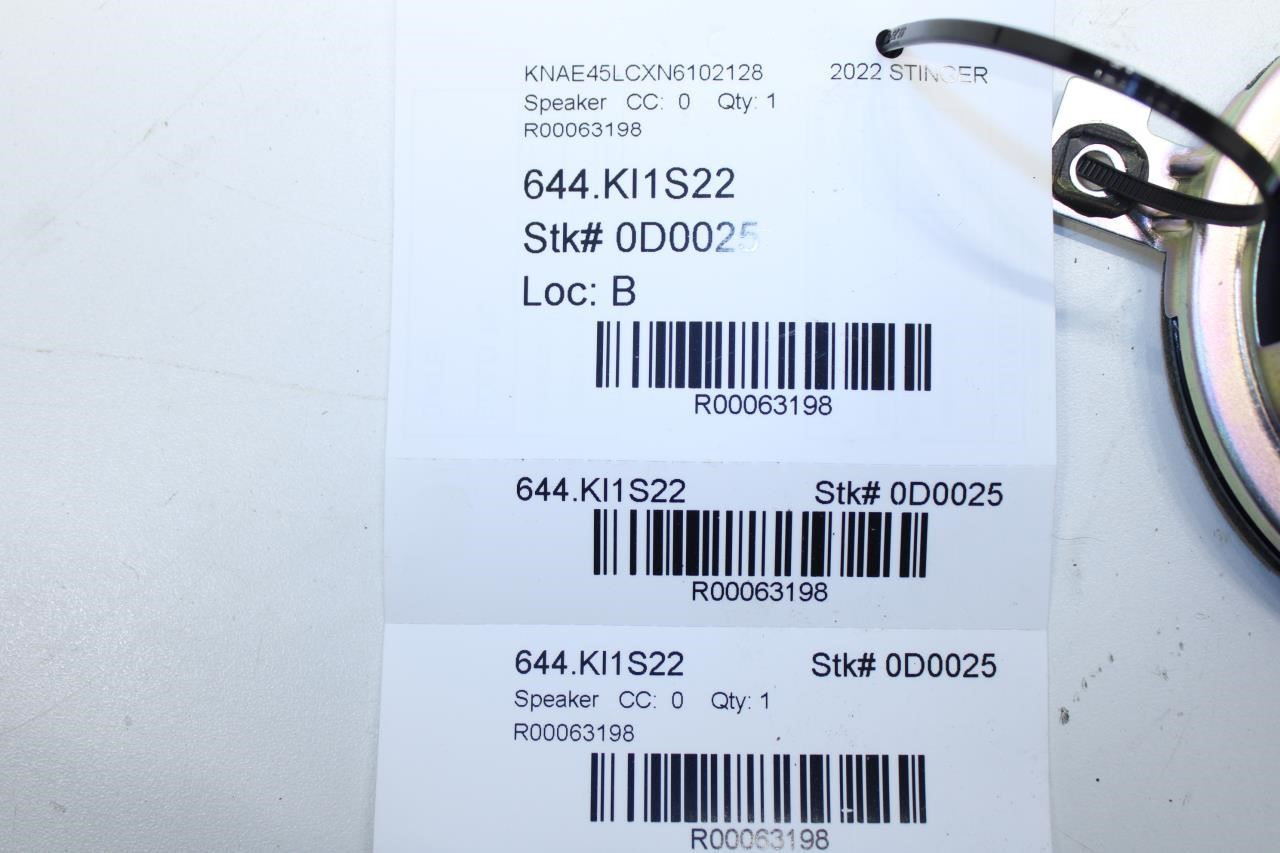 KNAE45LCXN6102128 2022 STINGER
Speaker CC: 0 Qty: 1
R00063198
644.KI1S22
Stk# 0D0025
Loc: B
R00063198
644.KI1S22 Stk# 0D0025
R00063198
644.KI1S22 Stk# 0D0025
Speaker CC: 0 Qty: 1
R00063198
R00063198